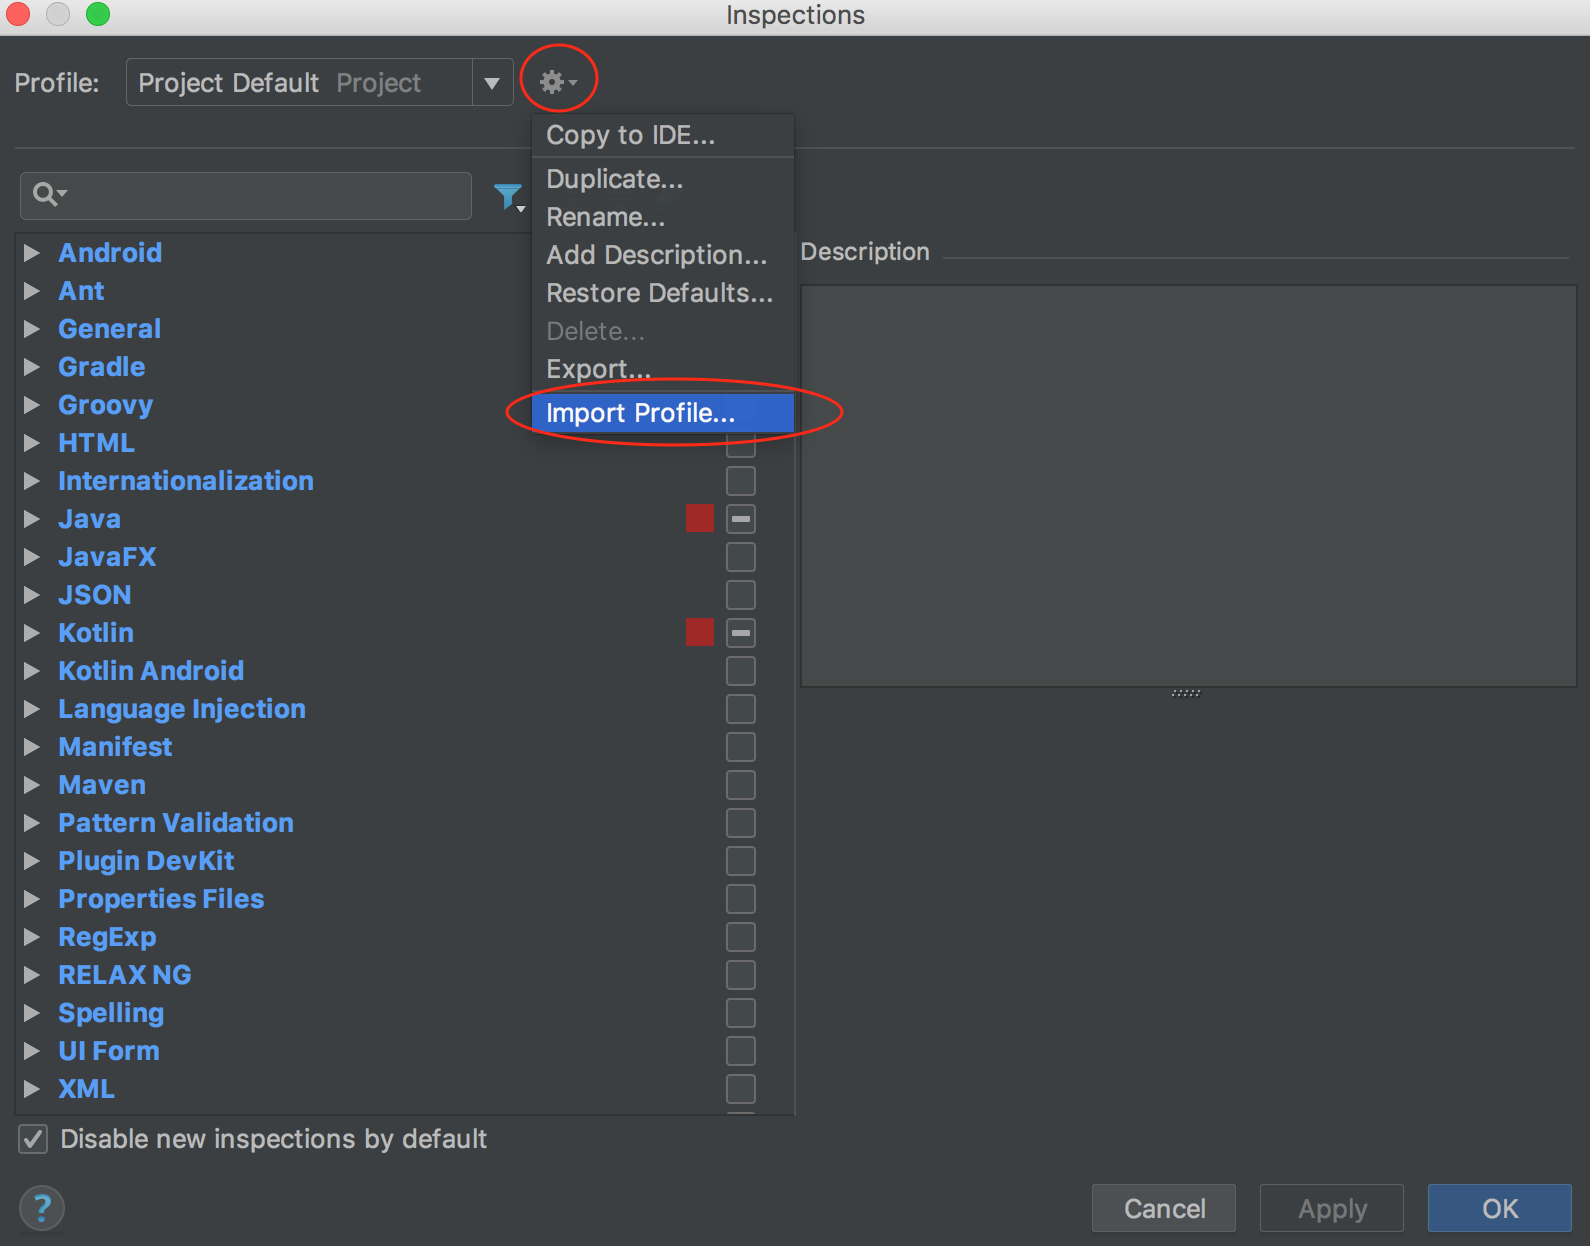 Inspections
Profile: Project Default Project
Copy to IDE...
Duplicate...
Rename...
Add Description...
Restore Defaults...
Delete...
Export...
Import Profile...
Android
Ant
General
Gradle
Groovy
HTML
Internationalization
Java
JavaFX
JSON
Kotlin
Kotlin Android
Language Injection
Manifest
Maven
Pattern Validation
Plugin DevKit
Properties Files
RegExp
RELAX NG
Spelling
UI Form
XML
Description
Disable new inspections by default
?
Cancel
Apply
OK